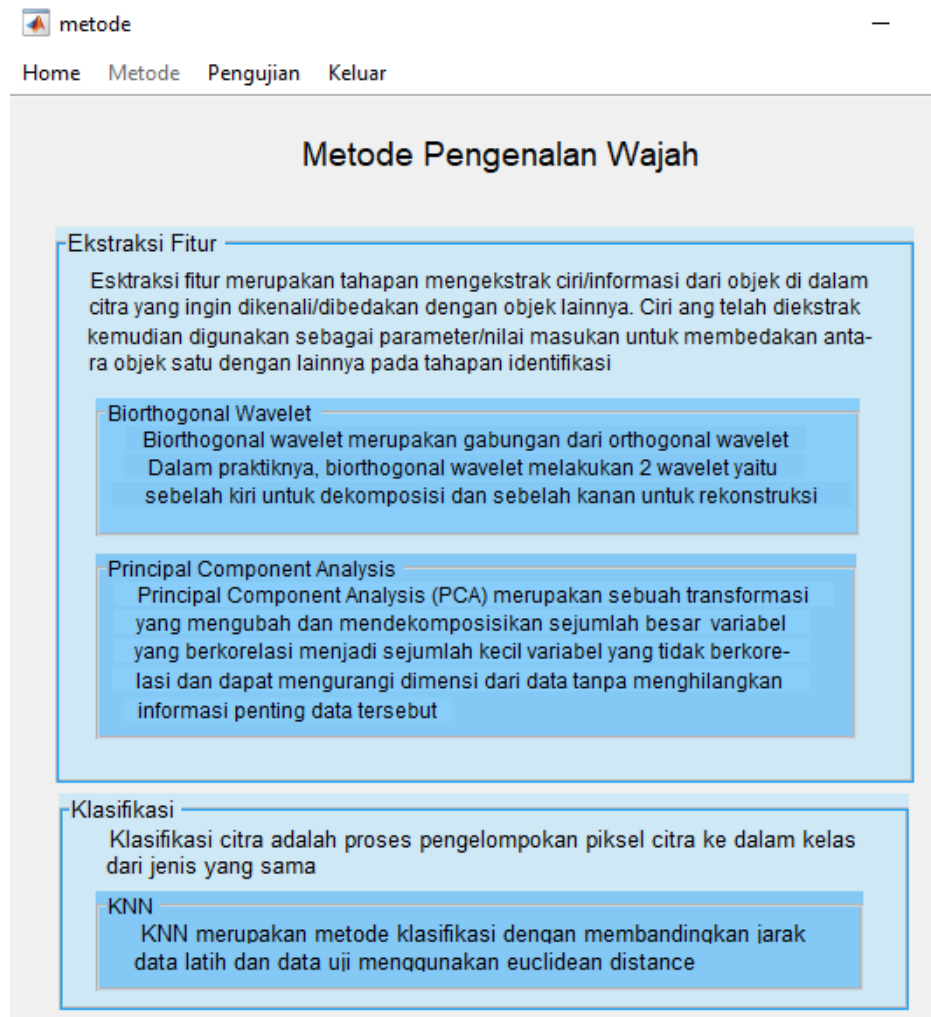 metode
Home Metode Pengujian Keluar
Metode Pengenalan Wajah
Ekstraksi Fitur
Esktraksi fitur merupakan tahapan mengekstrak ciri/informasi dari objek di dalam
citra yang ingin dikenali/dibedakan dengan objek lainnya. Ciri ang telah diekstrak
kemudian digunakan sebagai parameter/nilai masukan untuk membedakan anta-
ra objek satu dengan lainnya pada tahapan identifikasi
Biorthogonal Wavelet
Biorthogonal wavelet merupakan gabungan dari orthogonal wavelet
Dalam praktiknya, biorthogonal wavelet melakukan 2 wavelet yaitu
sebelah kiri untuk dekomposisi dan sebelah kanan untuk rekonstruksi
Principal Component Analysis
Principal Component Analysis (PCA) merupakan sebuah transformasi
yang mengubah dan mendekomposisikan sejumlah besar variabel
yang berkorelasi menjadi sejumlah kecil variabel yang tidak berkore-
lasi dan dapat mengurangi dimensi dari data tanpa menghilangkan
informasi penting data tersebut
Klasifikasi
Klasifikasi citra adalah proses pengelompokan piksel citra ke dalam kelas
dari jenis yang sama
KNN
KNN merupakan metode klasifikasi dengan membandingkan jarak
data latih dan data uji menggunakan euclidean distance